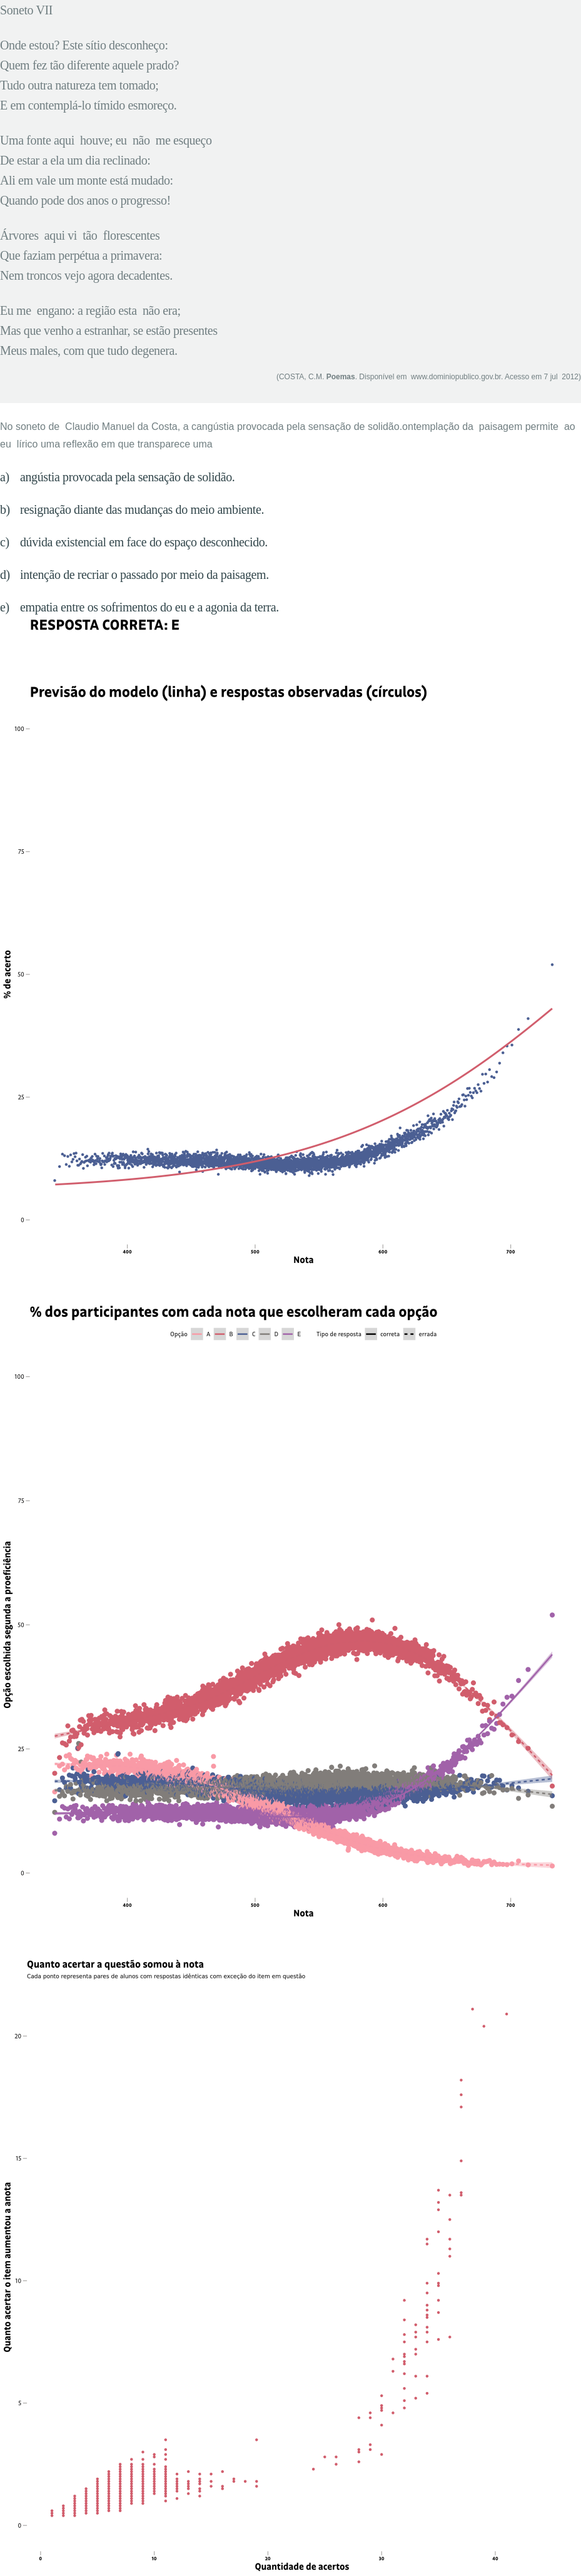 Soneto VII
Onde estou? Este sítio desconheço:
Quem fez tão diferente aquele prado?
Tudo outra natureza tem tomado;
E em contemplá-lo tímido esmoreço.
Uma fonte aqui houve; eu não me esqueço
De estar a ela um dia reclinado:
Ali em vale um monte está mudado:
Quando pode dos anos o progresso!
Árvores aqui vi tão florescentes
Que faziam perpétua a primavera:
Nem troncos vejo agora decadentes.
Eu me engano: a região esta não era;
Mas que venho a estranhar, se estão presentes
Meus males, com que tudo degenera.
(COSTA, C.M. Poemas. Disponível em www.dominiopublico.gov.br. Acesso em 7 jul 2012)
No soneto de Claudio Manuel da Costa, a cangústia provocada pela sensação de solidão.ontemplação da paisagem permite ao
eu lírico uma reflexão em que transparece uma
a) angústia provocada pela sensação de solidão.
b) resignação diante das mudanças do meio ambiente.
c) dúvida existencial em face do espaço desconhecido.
d) intenção de recriar o passado por meio da paisagem.
e) empatia entre os sofrimentos do eu e a agonia da terra.
RESPOSTA CORRETA: E
Previsão do modelo (linha) e respostas observadas (círculos)
100
75
50
25
0
% de acerto
400 500 600 700
Nota
% dos participantes com cada nota que escolheram cada opção
Opção A B C D E Tipo de resposta correta errada
100
75
50
25
0
Opção escolhida segunda a proeficiência
400 500 600 700
Nota
Quanto acertar a questão somou à nota
Cada ponto representa pares de alunos com respostas idênticas com exceção do item em questão
20
15
10
5
0
Quanto acertar o item aumentou a anota
0 10 20 30 40
Quantidade de acertos